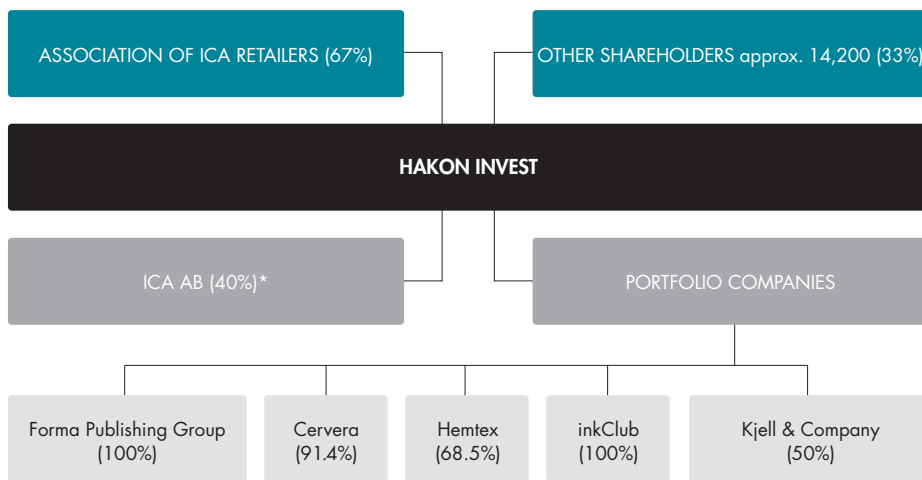 ASSOCIATION OF ICA RETAILERS (67%)
OTHER SHAREHOLDERS approx. 14,200 (33%)
HAKON INVEST
ICA AB (40%)*
PORTFOLIO COMPANIES
Forma Publishing Group
(100%)
Cervera
(91.4%)
Hemtex
(68.5%)
inkClub
(100%)
Kjell & Company
(50%)